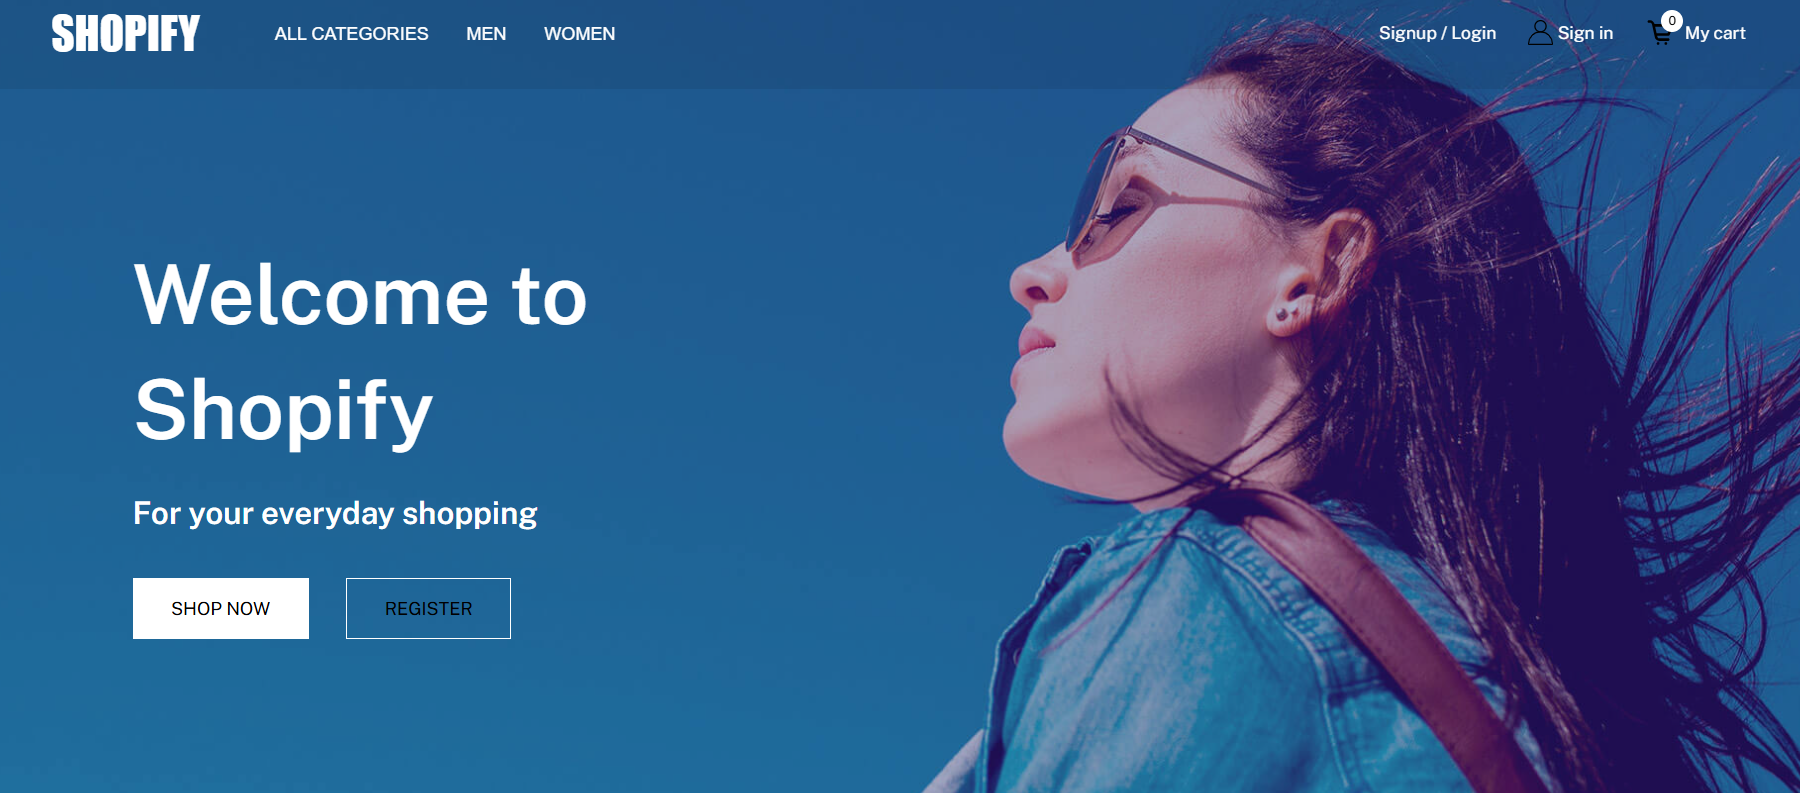 SHOPIFY
ALL CATEGORIES MEN WOMEN Signup / Login Sign in 0 My cart
Welcome to
Shopify
For your everyday shopping
SHOP NOW REGISTER